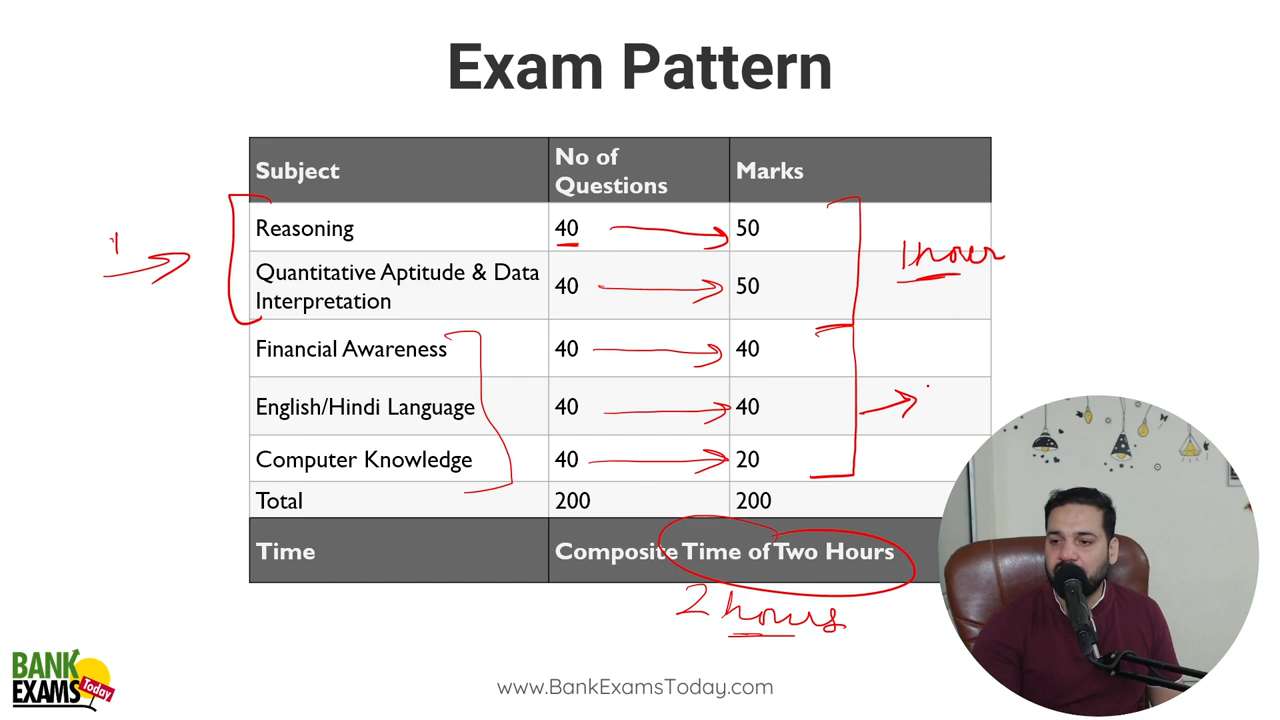 Exam Pattern
Subject
No of
Questions
Marks
Reasoning
40
50
1 hour
Quantitative Aptitude & Data
Interpretation
40
50
Financial Awareness
40
40
English/Hindi Language
40
40
Computer Knowledge
40
20
Total
200
200
Time
Composite Time of Two Hours
2 hours
BANK
EXAMS
Today
www.BankExamsToday.com